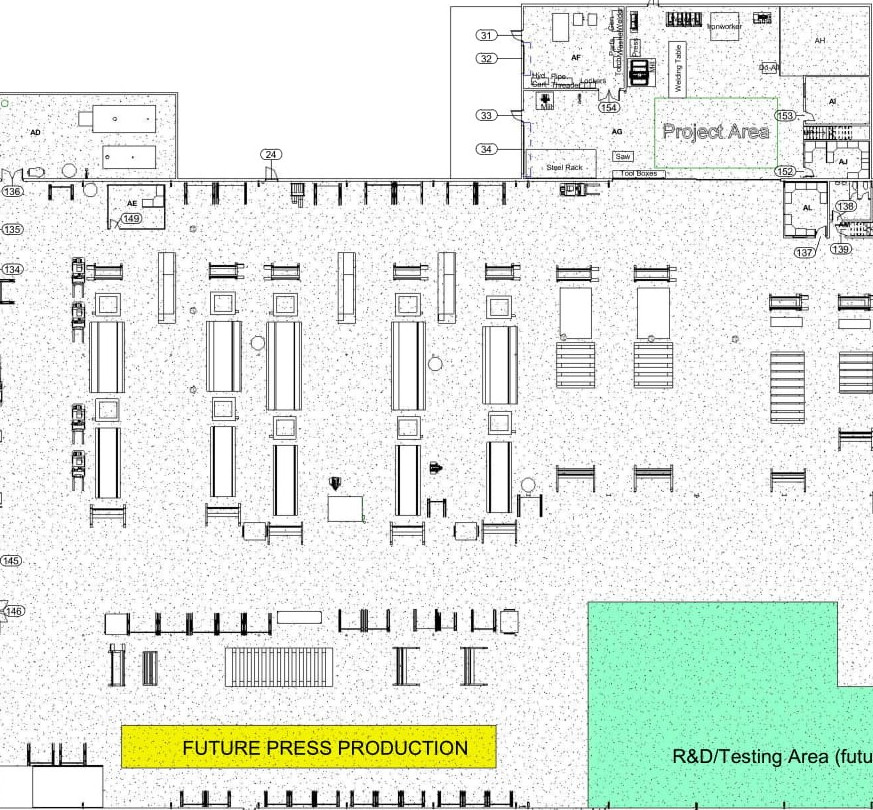 31
32
33
34
AF
Hyd
Cart
Pipe
Threader
Lockers
Press
Mill
Welding Table
Ironworker
Do-All
AH
AI
154
153
AD
AG
Project Area
Mill
Saw
Steel Rack
Tool Boxes
AJ
152
24
136
AE
149
AL
138
135
137
139
134
145
146
FUTURE PRESS PRODUCTION
R&D/Testing Area (futu